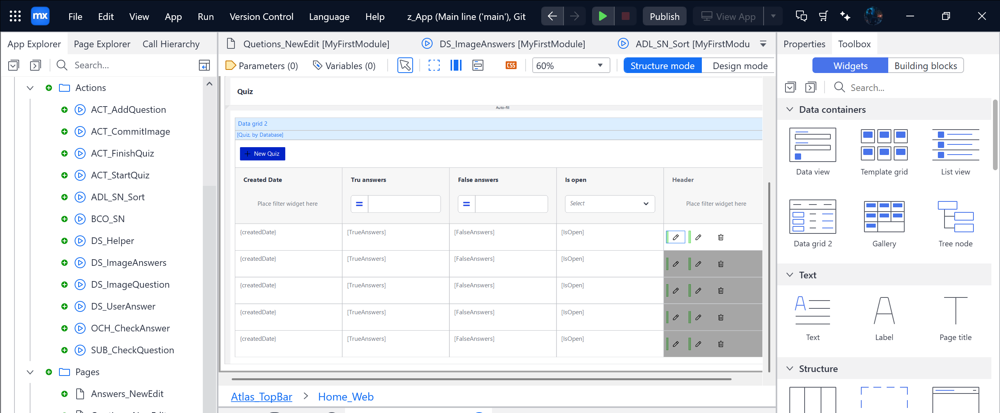 mx File Edit View App Run Version Control Language Help z_App (Main line ('main'), Git Publish View App
App Explorer Page Explorer Call Hierarchy
Search...
Actions
ACT_AddQuestion
ACT_CommitImage
ACT_FinishQuiz
ACT_StartQuiz
ADL_SN_Sort
BCO_SN
DS_Helper
DS_ImageAnswers
DS_ImageQuestion
DS_UserAnswer
OCH_CheckAnswer
SUB_CheckQuestion
Pages
Answers_NewEdit
Quetions_NewEdit [MyFirstModule] DS_ImageAnswers [MyFirstModule] ADL_SN_Sort [MyFirstModu
Parameters (0) Variables (0) CSS 60% Structure mode Design mode
Quiz
Auto-fill
Data grid 2
[Quiz, by Database]
New Quiz
Created Date Tru answers False answers Is open Header
Place filter widget here = = Select Place filter widget here
{createdDate} [TrueAnswers] [FalseAnswers] [IsOpen]
{createdDate} [TrueAnswers] [FalseAnswers] [IsOpen]
{createdDate} [TrueAnswers] [FalseAnswers] [IsOpen]
{createdDate} [TrueAnswers] [FalseAnswers] [IsOpen]
{createdDate} [TrueAnswers] [FalseAnswers] [IsOpen]
Atlas_TopBar > Home_Web
Properties Toolbox
Widgets Building blocks
Search...
Data containers
Data view Template grid List view
Data grid 2 Gallery Tree node
Text
Text Label Page title
Structure